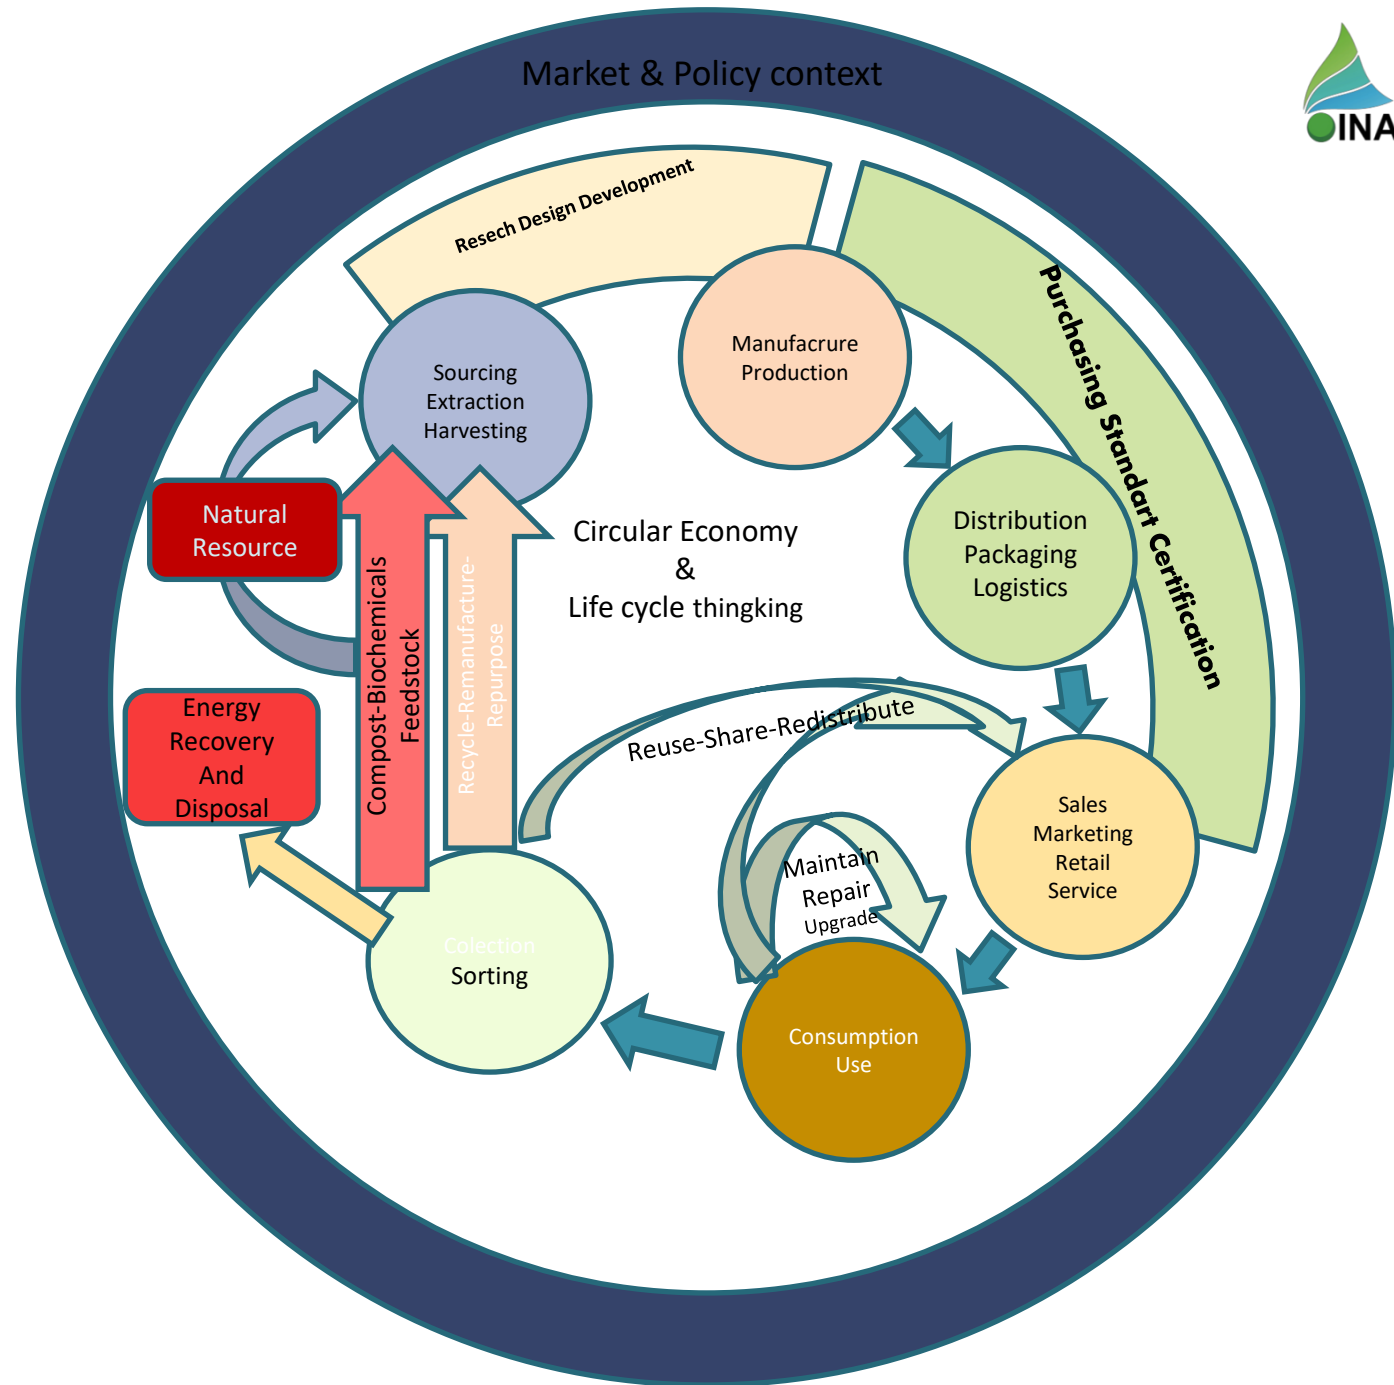 Market & Policy context
INA
Resech Design Development
Purchasing Standart Certification
Manufacrure
Production
Sourcing
Extraction
Harvesting
Natural
Resource
Distribution
Packaging
Logistics
Circular Economy
&
Life cycle thingking
Compost-Biochemicals
Feedstock
Recycle-Remanufacture-
Repurpose
Energy
Recovery
And
Disposal
Reuse-Share-Redistribute
Sales
Marketing
Retail
Service
Maintain
Repair
Upgrade
Colection
Sorting
Consumption
Use